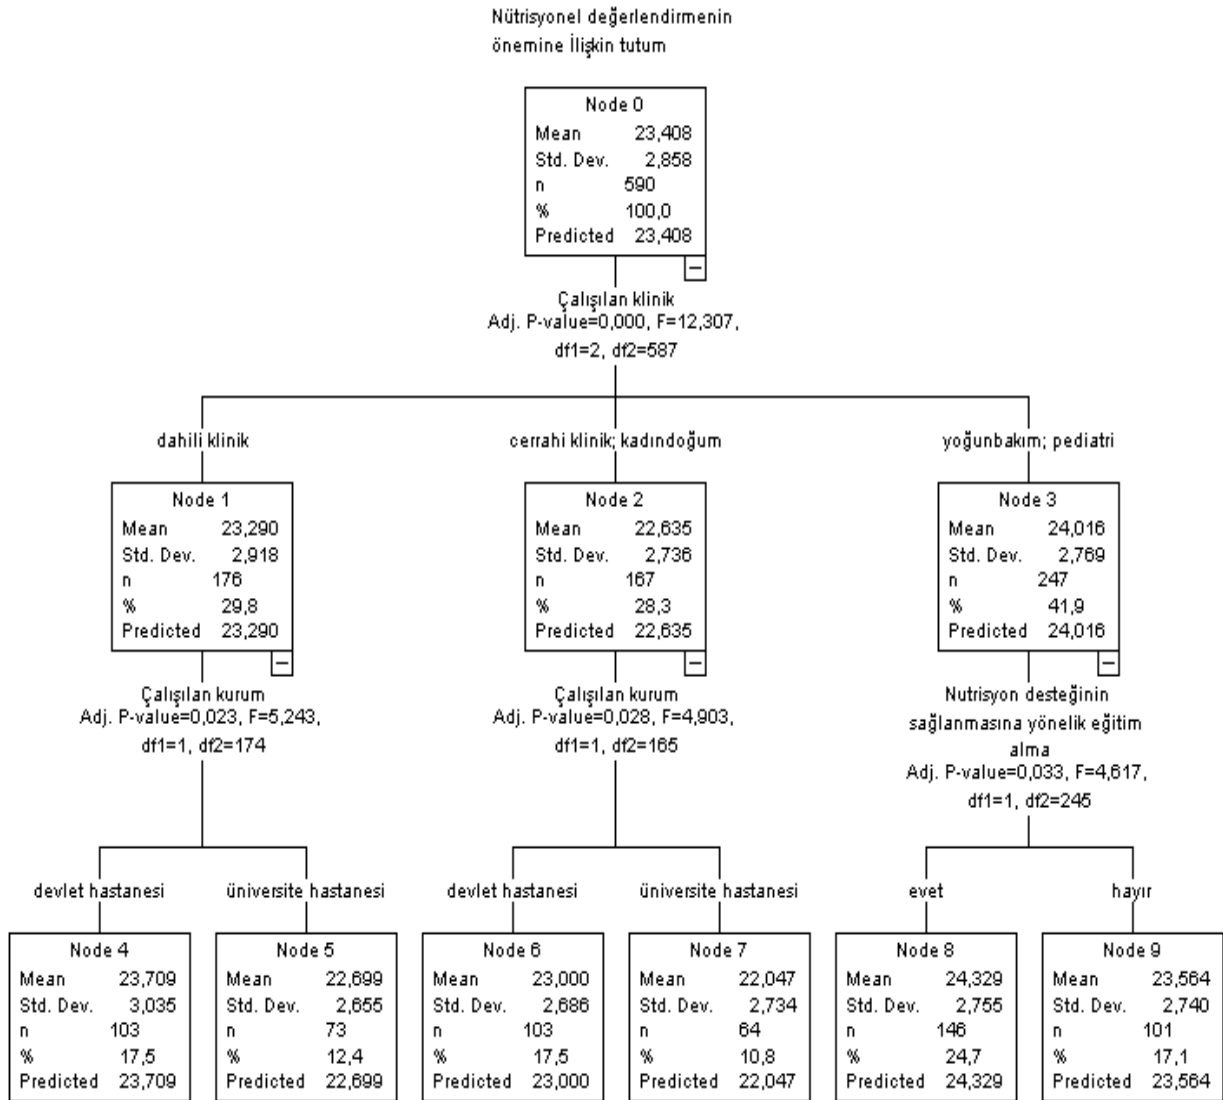 Nütrisyonel değerlendirmenin
önemine İlişkin tutum
Node 0
Mean 23,408
Std. Dev. 2,858
n 590
% 100,0
Predicted 23,408
Çalışılan klinik
Adj. P-value=0,000, F=12,307,
df1=2, df2=587
dahili klinik
cerrahi klinik; kadındoğum
yoğunbakım; pediatri
Node 1
Mean 23,290
Std. Dev. 2,918
n 176
% 29,8
Predicted 23,290
Node 2
Mean 22,635
Std. Dev. 2,736
n 167
% 28,3
Predicted 22,635
Node 3
Mean 24,016
Std. Dev. 2,769
n 247
% 41,9
Predicted 24,016
Çalışılan kurum
Adj. P-value=0,023, F=5,243,
df1=1, df2=174
Çalışılan kurum
Adj. P-value=0,028, F=4,903,
df1=1, df2=165
Nutrisyon desteğinin
sağlanmasına yönelik eğitim
alma
Adj. P-value=0,033, F=4,617,
df1=1, df2=245
devlet hastanesi
üniversite hastanesi
devlet hastanesi
üniversite hastanesi
evet
hayır
Node 4
Mean 23,709
Std. Dev. 3,035
n 103
% 17,5
Predicted 23,709
Node 5
Mean 22,699
Std. Dev. 2,655
n 73
% 12,4
Predicted 22,699
Node 6
Mean 23,000
Std. Dev. 2,686
n 103
% 17,5
Predicted 23,000
Node 7
Mean 22,047
Std. Dev. 2,734
n 64
% 10,8
Predicted 22,047
Node 8
Mean 24,329
Std. Dev. 2,755
n 146
% 24,7
Predicted 24,329
Node 9
Mean 23,564
Std. Dev. 2,740
n 101
% 17,1
Predicted 23,564